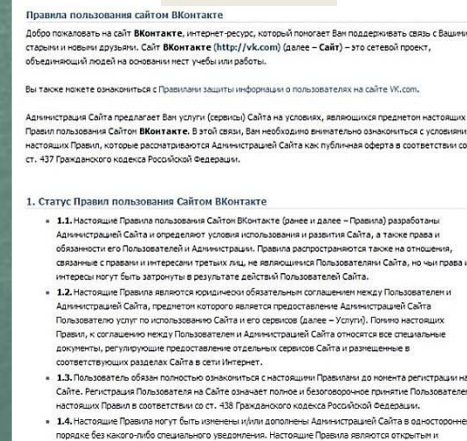 Правила пользования сайтом ВКонтакте
Добро пожаловать на сайт ВКонтакте, интернет-ресурс, который помогает Вам поддерживать связь с Вашими
старыми и новыми друзьями. Сайт ВКонтакте (http://vk.com) (далее – Сайт) – это сетевой проект,
объединяющий людей на основании мест учебы или работы.
Вы также можете ознакомиться с Правилами защиты информации о пользователях на сайте VK.com.
Администрация Сайта предлагает Вам услуги (сервисы) Сайта на условиях, являющихся предметом настоящих
Правил пользования Сайтом ВКонтакте. В этой связи, Вам необходимо внимательно ознакомиться с условиями
настоящих Правил, которые рассматриваются Администрацией Сайта как публичная оферта в соответствии со
ст. 437 Гражданского кодекса Российской Федерации.
1. Статус Правил пользования Сайтом ВКонтакте
1.1. Настоящие Правила пользования Сайтом ВКонтакте (ранее и далее – Правила) разработаны
Администрацией Сайта и определяют условия использования и развития Сайта, а также права и
обязанности его Пользователей и Администрации. Правила распространяются также на отношения,
связанные с правами и интересами третьих лиц, не являющимися Пользователями Сайта, но чьи права и
интересы могут быть затронуты в результате действий Пользователей Сайта.
1.2. Настоящие Правила являются юридически обязательным соглашением между Пользователем и
Администрацией Сайта, предметом которого является предоставление Администрацией Сайта
Пользователю услуг по использованию Сайта и его сервисов (далее – Услуги). Помимо настоящих
Правил, к соглашению между Пользователем и Администрацией Сайта относятся все специальные
документы, регулирующие предоставление отдельных сервисов Сайта и размещенные в
соответствующих разделах Сайта в сети Интернет.
1.3. Пользователь обязан полностью ознакомиться с настоящими Правилами до момента регистрации на
Сайте. Регистрация Пользователя на Сайте означает полное и безоговорочное принятие Пользователем
настоящих Правил в соответствии со ст. 438 Гражданского кодекса Российской Федерации.
1.4. Настоящие Правила могут быть изменены и/или дополнены Администрацией Сайта в одностороннем
порядке без какого-либо специального уведомления. Настоящие Правила являются открытым и